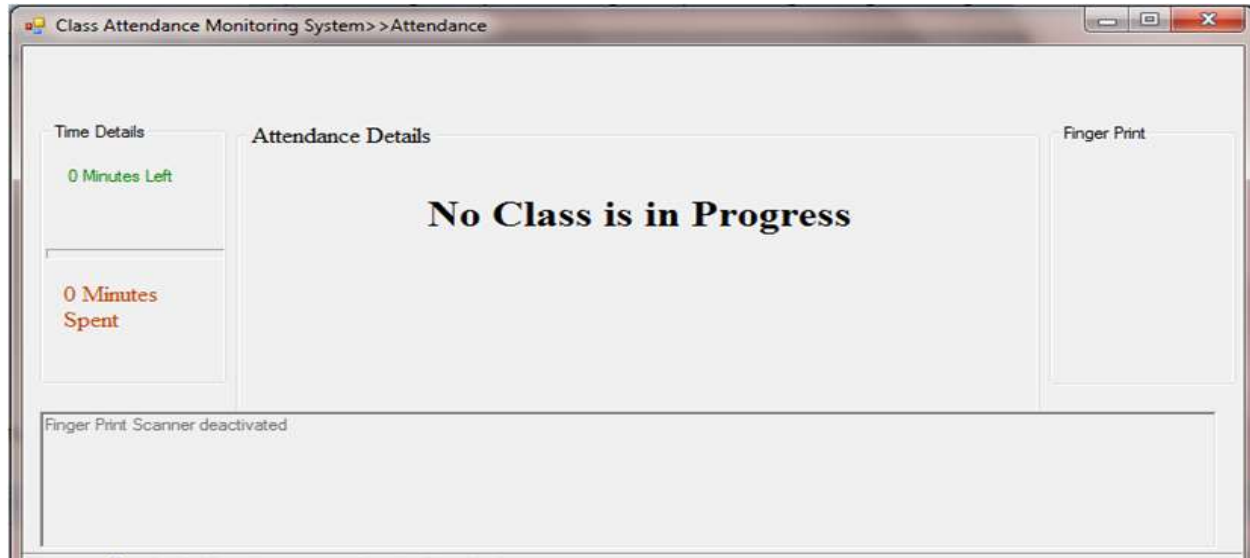 Class Attendance Monitoring System>>Attendance
Time Details
0 Minutes Left
0 Minutes
Spent
Attendance Details
No Class is in Progress
Finger Print
Finger Print Scanner deactivated